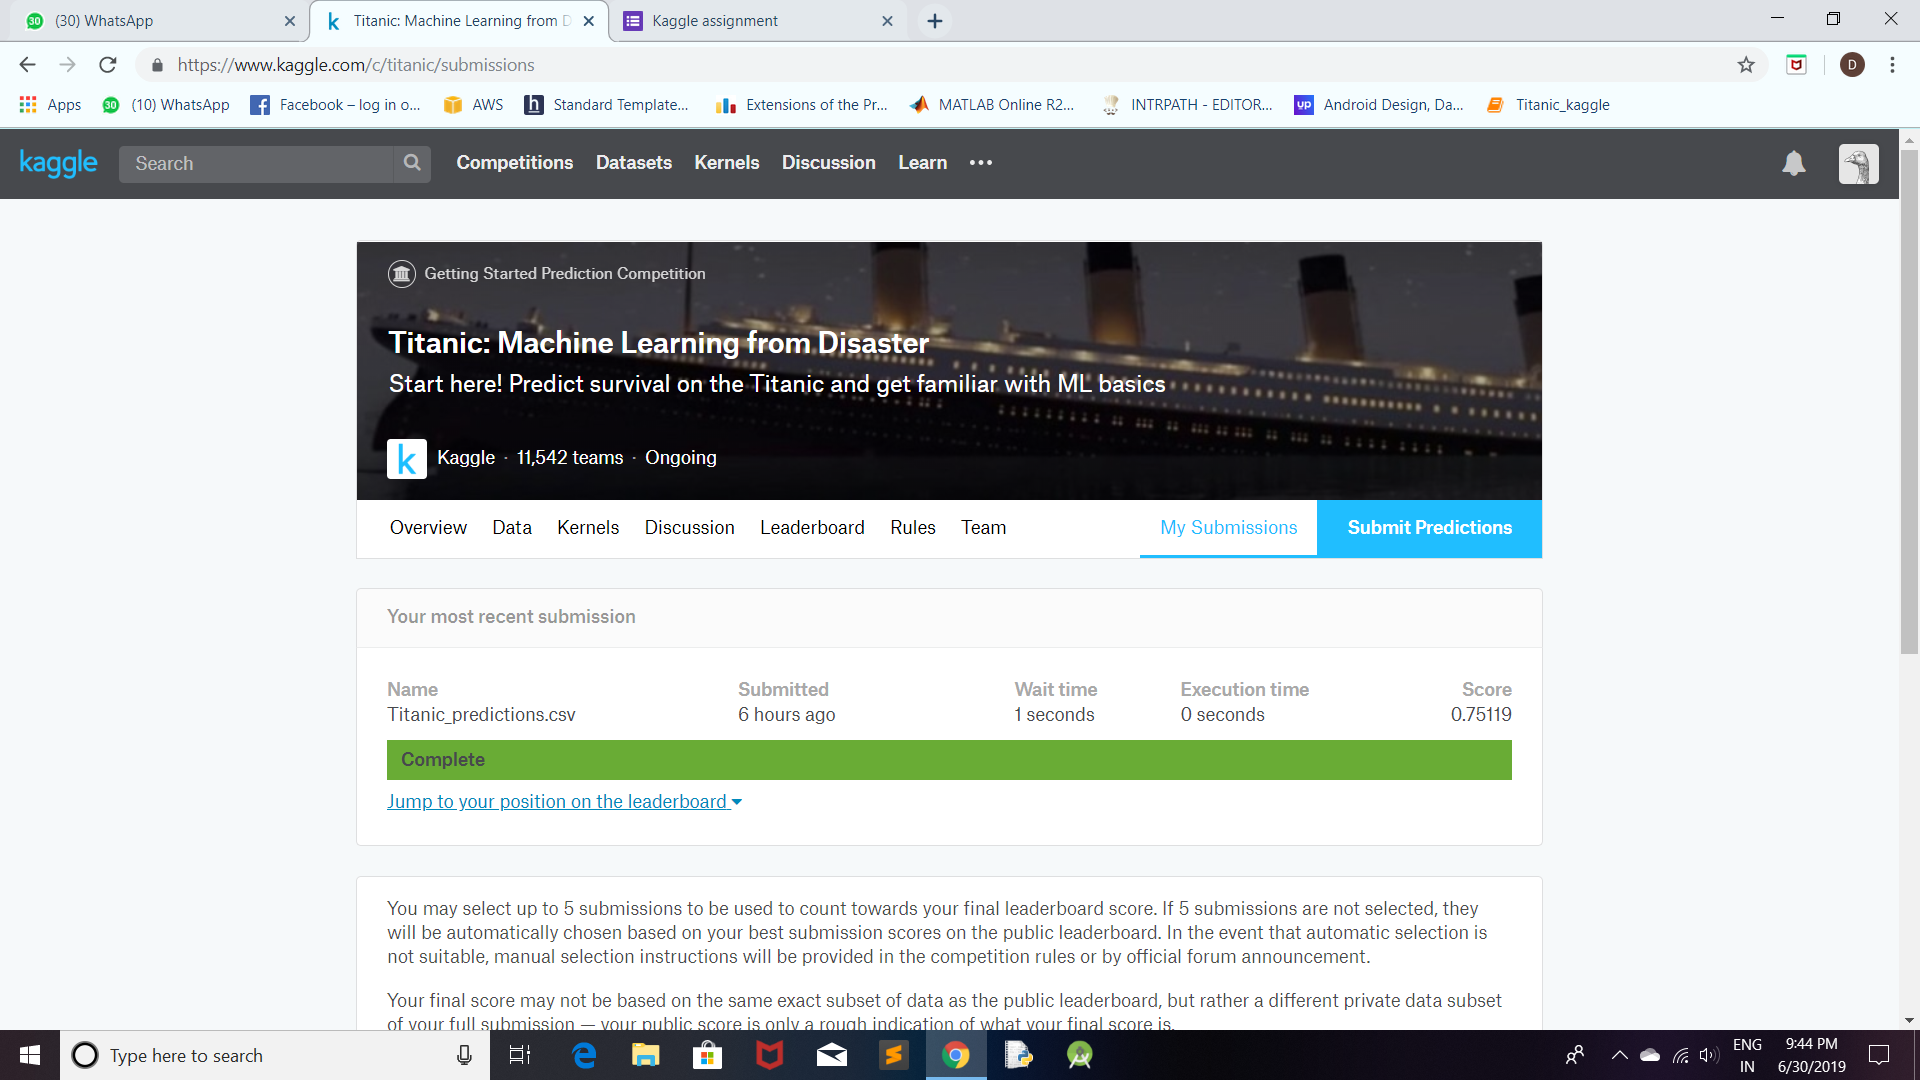 30
(30) WhatsApp
k
Titanic: Machine Learning from D
Kaggle assignment
https://www.kaggle.com/c/titanic/submissions
D
Apps
30
(10) WhatsApp
Facebook – log in o...
AWS
h
Standard Template...
Extensions of the Pr...
MATLAB Online R2...
INTRPATH - EDITOR...
up
Android Design, Da...
Titanic_kaggle
kaggle
Search
Competitions
Datasets
Kernels
Discussion
Learn
Getting Started Prediction Competition
Titanic: Machine Learning from Disaster
Start here! Predict survival on the Titanic and get familiar with ML basics
k
Kaggle · 11,542 teams · Ongoing
Overview
Data
Kernels
Discussion
Leaderboard
Rules
Team
My Submissions
Submit Predictions
Your most recent submission
Name
Submitted
Wait time
Execution time
Score
Titanic_predictions.csv
6 hours ago
1 seconds
0 seconds
0.75119
Complete
Jump to your position on the leaderboard
You may select up to 5 submissions to be used to count towards your final leaderboard score. If 5 submissions are not selected, they
will be automatically chosen based on your best submission scores on the public leaderboard. In the event that automatic selection is
not suitable, manual selection instructions will be provided in the competition rules or by official forum announcement.
Your final score may not be based on the same exact subset of data as the public leaderboard, but rather a different private data subset
of your full submission — your public score is only a rough indication of what your final score is.
Type here to search
ENG
IN
9:44 PM
6/30/2019